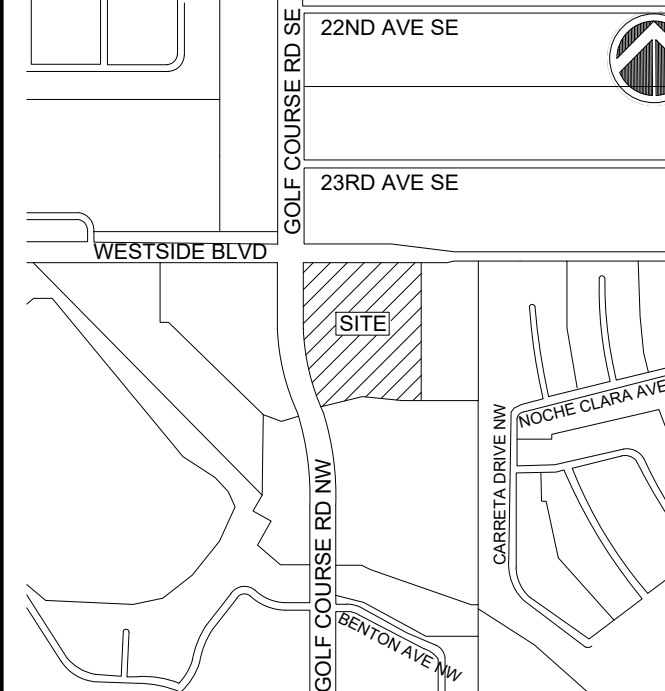 22ND AVE SE
GOLF COURSE RD SE
23RD AVE SE
WESTSIDE BLVD
SITE
NOCHE CLARA AVE
CARRETA DRIVE NW
GOLF COURSE RD NW
BENTON AVE NW